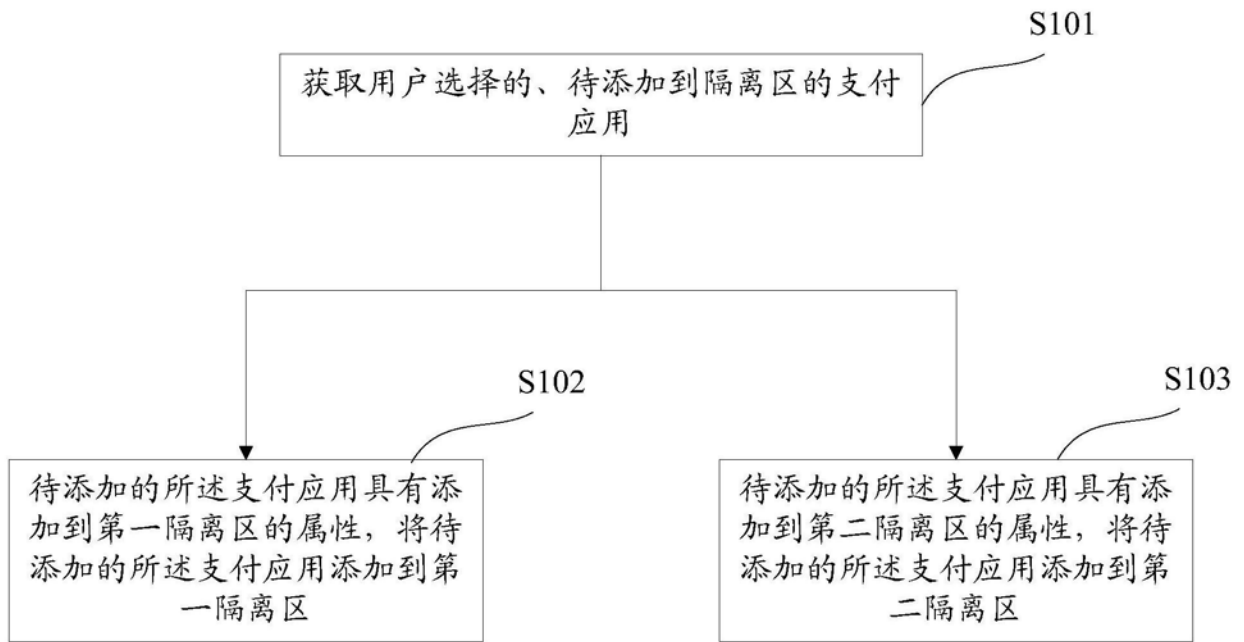 S101
获取用户选择的、待添加到隔离区的支付
应用
S102
待添加的所述支付应用具有添
加到第一隔离区的属性，将待
添加的所述支付应用添加到第
一隔离区
S103
待添加的所述支付应用具有添
加到第二隔离区的属性，将待
添加的所述支付应用添加到第
二隔离区